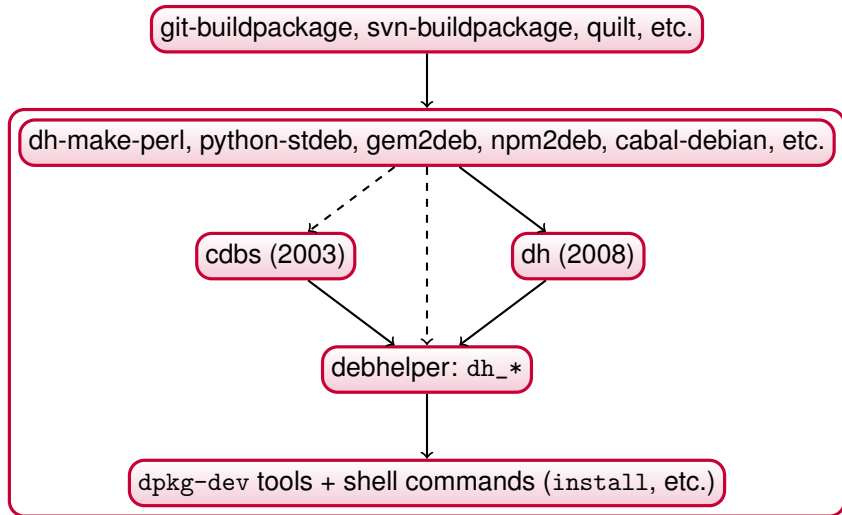 git-buildpackage, svn-buildpackage, quilt, etc.
dh-make-perl, python-stdeb, gem2deb, npm2deb, cabal-debian, etc.
cdbs (2003)
dh (2008)
debhelper: dh_*
dpkg-dev tools + shell commands (install, etc.)